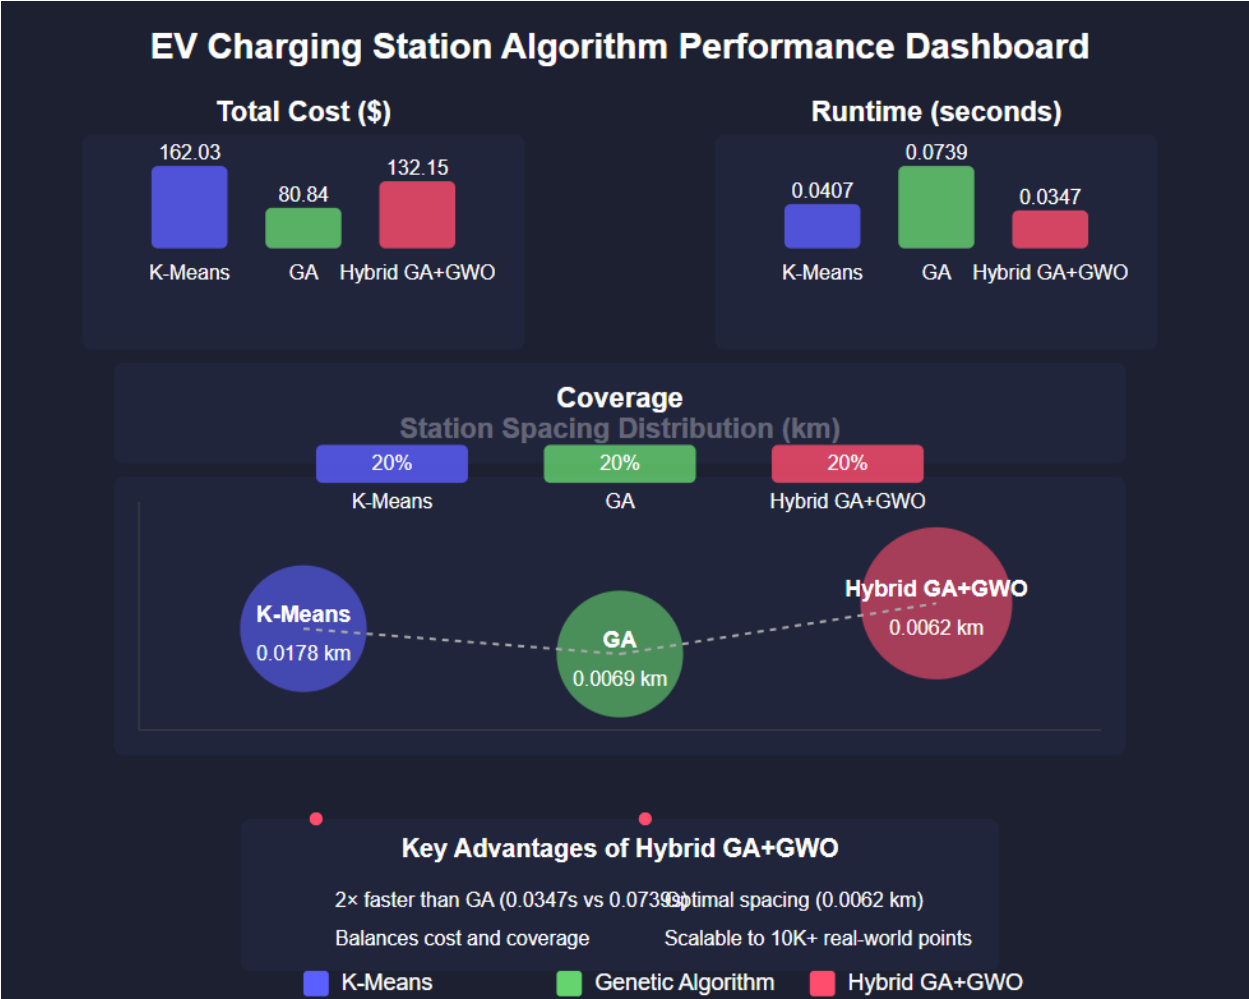 EV Charging Station Algorithm Performance Dashboard
Total Cost ($)
162.03
80.84
132.15
K-Means
GA
Hybrid GA+GWO
Runtime (seconds)
0.0407
0.0739
0.0347
K-Means
GA
Hybrid GA+GWO
Coverage
Station Spacing Distribution (km)
20%
20%
20%
K-Means
GA
Hybrid GA+GWO
K-Means
0.0178 km
GA
0.0069 km
Hybrid GA+GWO
0.0062 km
Key Advantages of Hybrid GA+GWO
2× faster than GA (0.0347s vs 0.0739s)
Optimal spacing (0.0062 km)
Balances cost and coverage
Scalable to 10K+ real-world points
K-Means
Genetic Algorithm
Hybrid GA+GWO